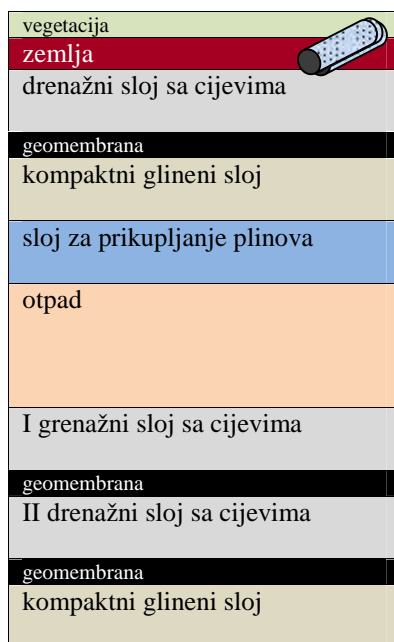 vegetacija
zemlja
drenažni sloj sa cijevima
geomembrana
kompaktni glineni sloj
sloj za prikupljanje plinova
otpad
I grenažni sloj sa cijevima
geomembrana
II drenažni sloj sa cijevima
geomembrana
kompaktni glineni sloj